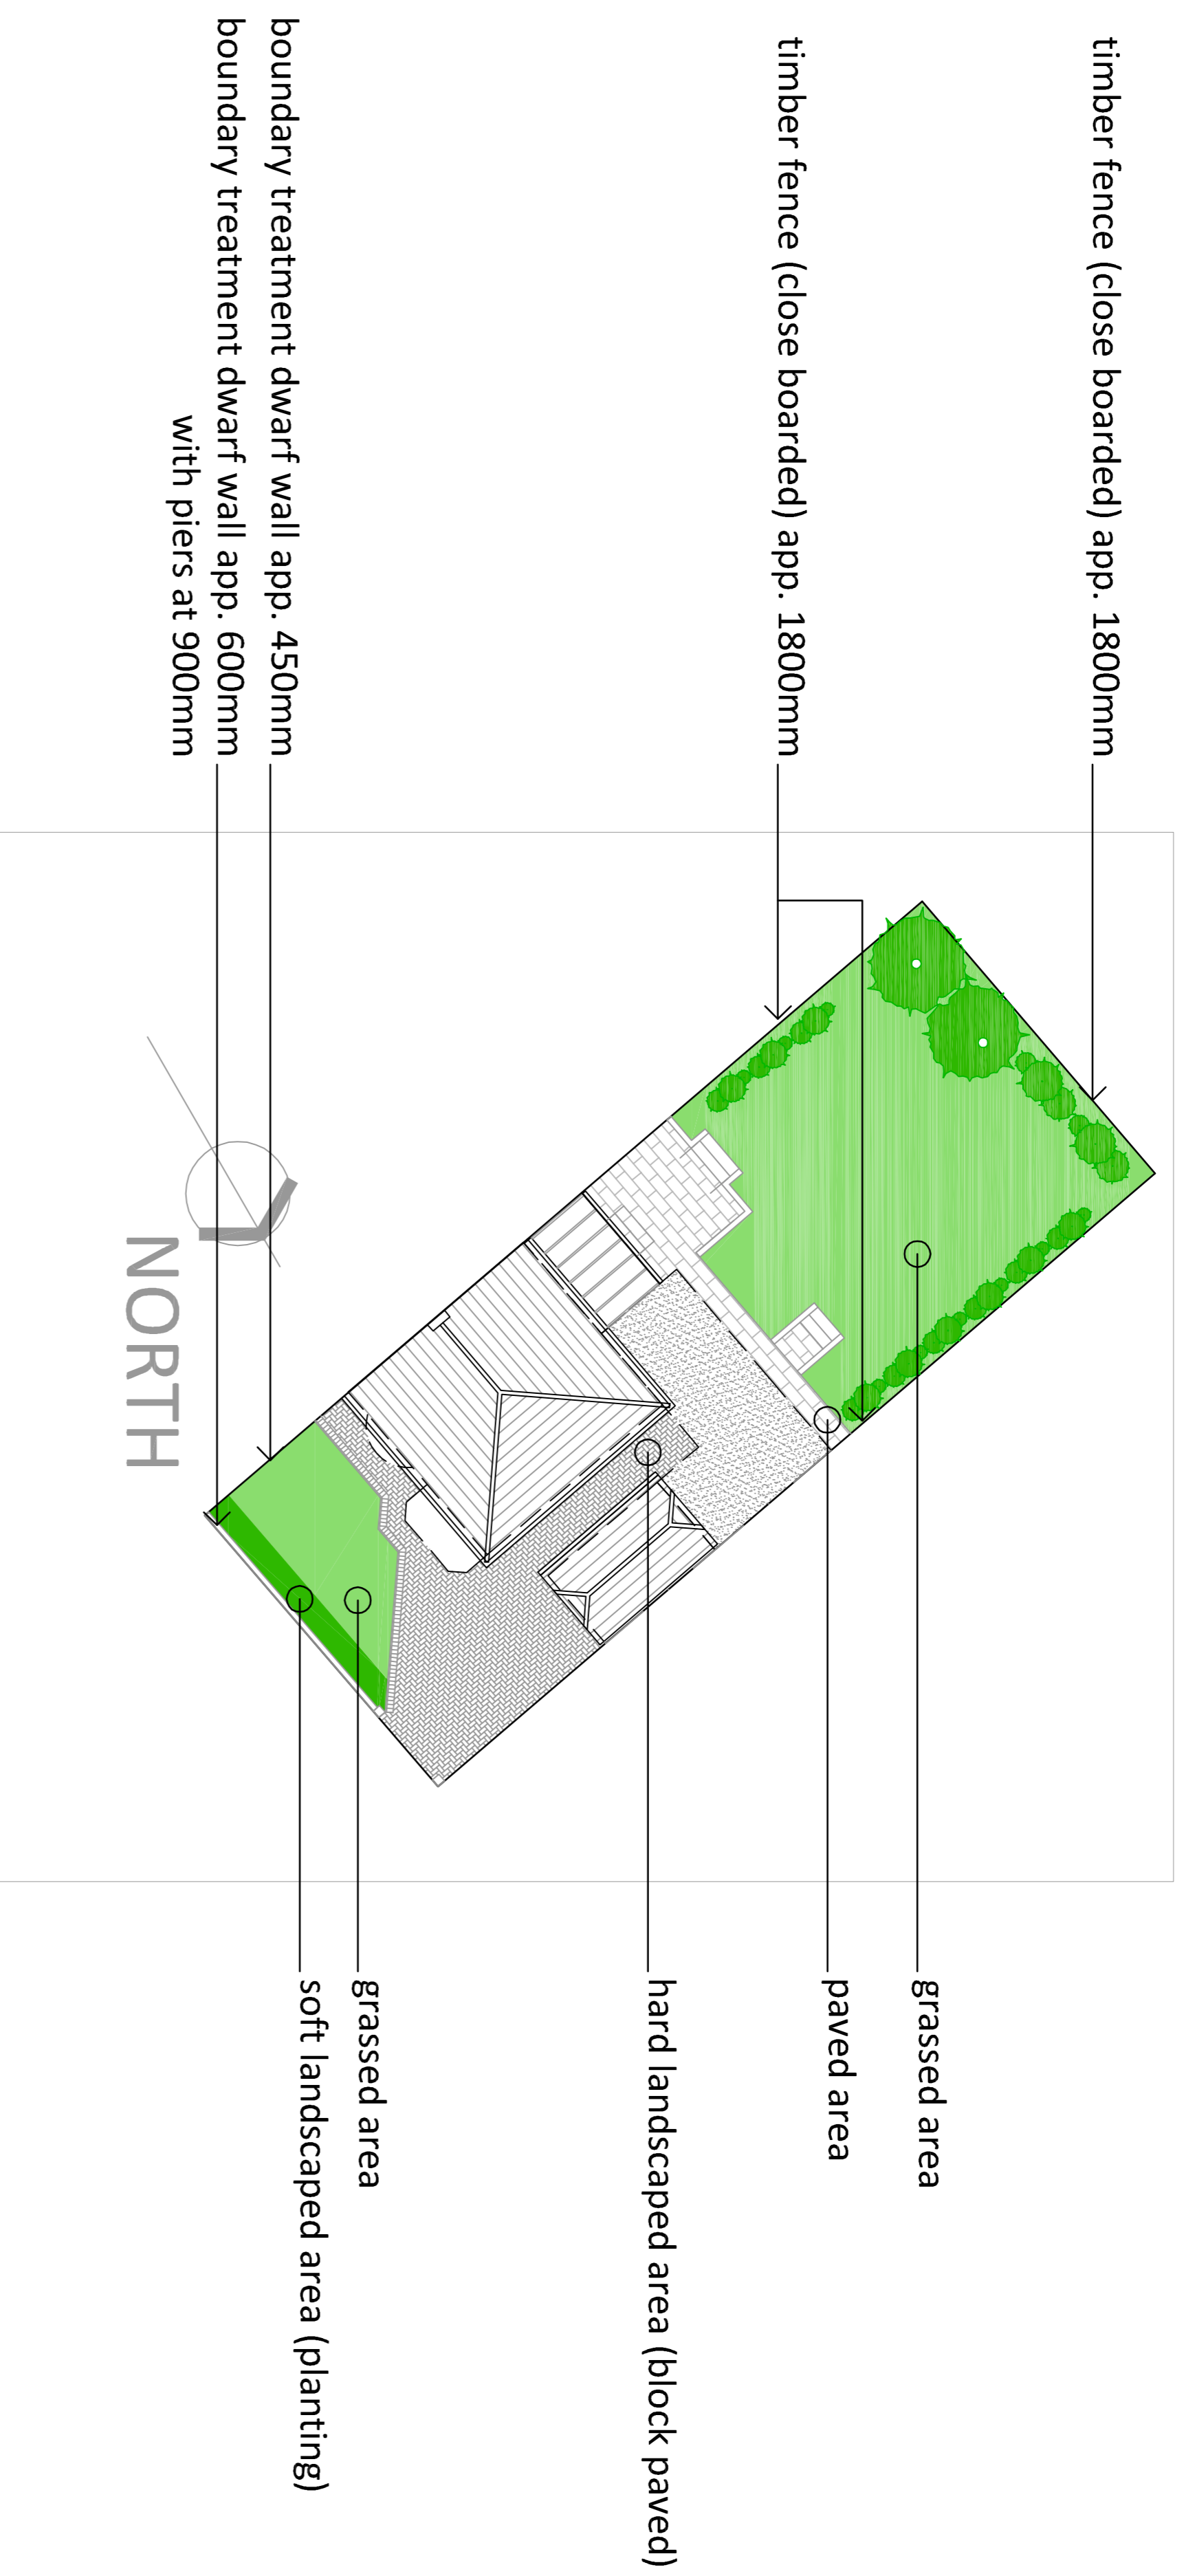 timber fence (close boarded) app. 1800mm
timber fence (close boarded) app. 1800mm
boundary treatment dwarf wall app. 450mm
boundary treatment dwarf wall app. 600mm
with piers at 900mm
NORTH
grassed area
paved area
hard landscaped area (block paved)
grassed area
soft landscaped area (planting)